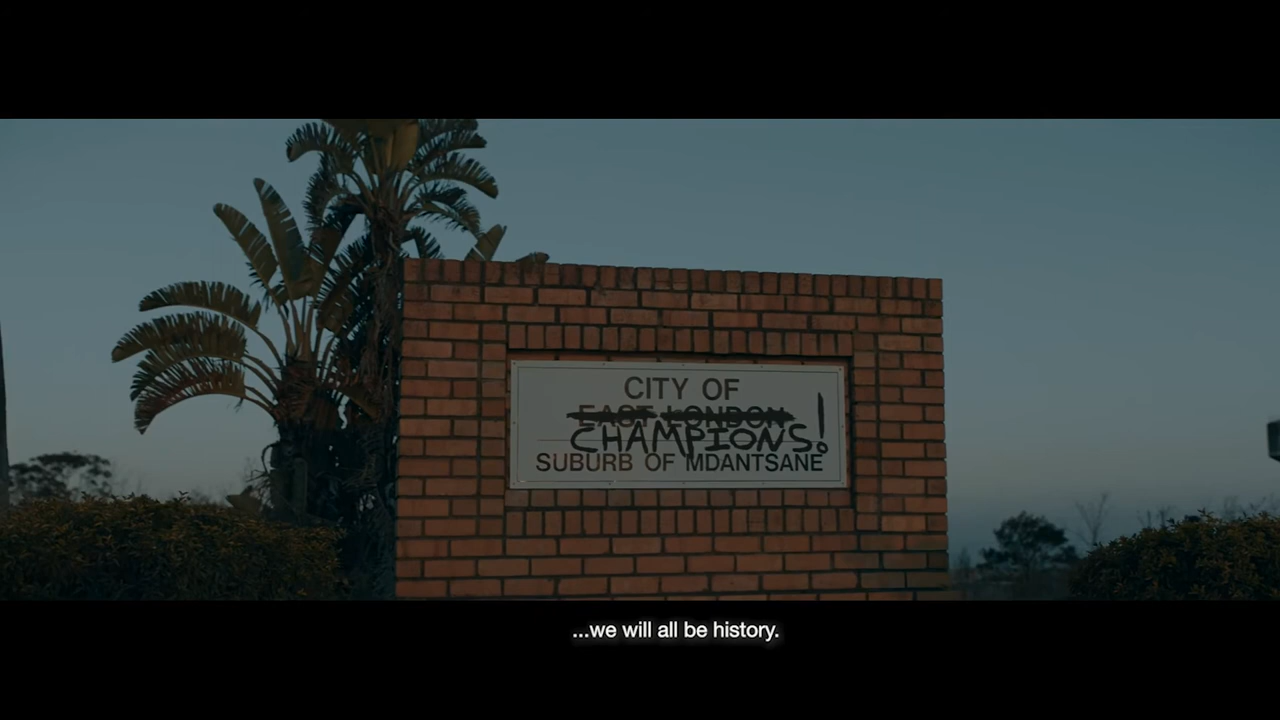 CITY OF
EAST LONDON
CHAMPIONS!
SUBURB OF MDANTSANE
...we will all be history.